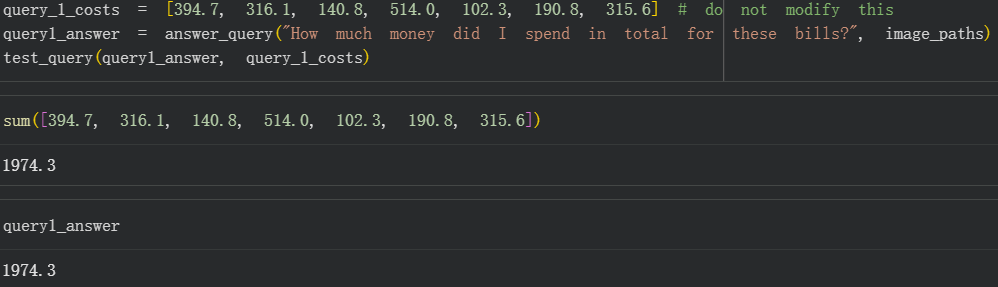 query_1_costs = [394.7, 316.1, 140.8, 514.0, 102.3, 190.8, 315.6] # do not modify this
query1_answer = answer_query("How much money did I spend in total for these bills?", image_paths)
test_query(query1_answer, query_1_costs)
sum([394.7, 316.1, 140.8, 514.0, 102.3, 190.8, 315.6])
1974.3
query1_answer
1974.3